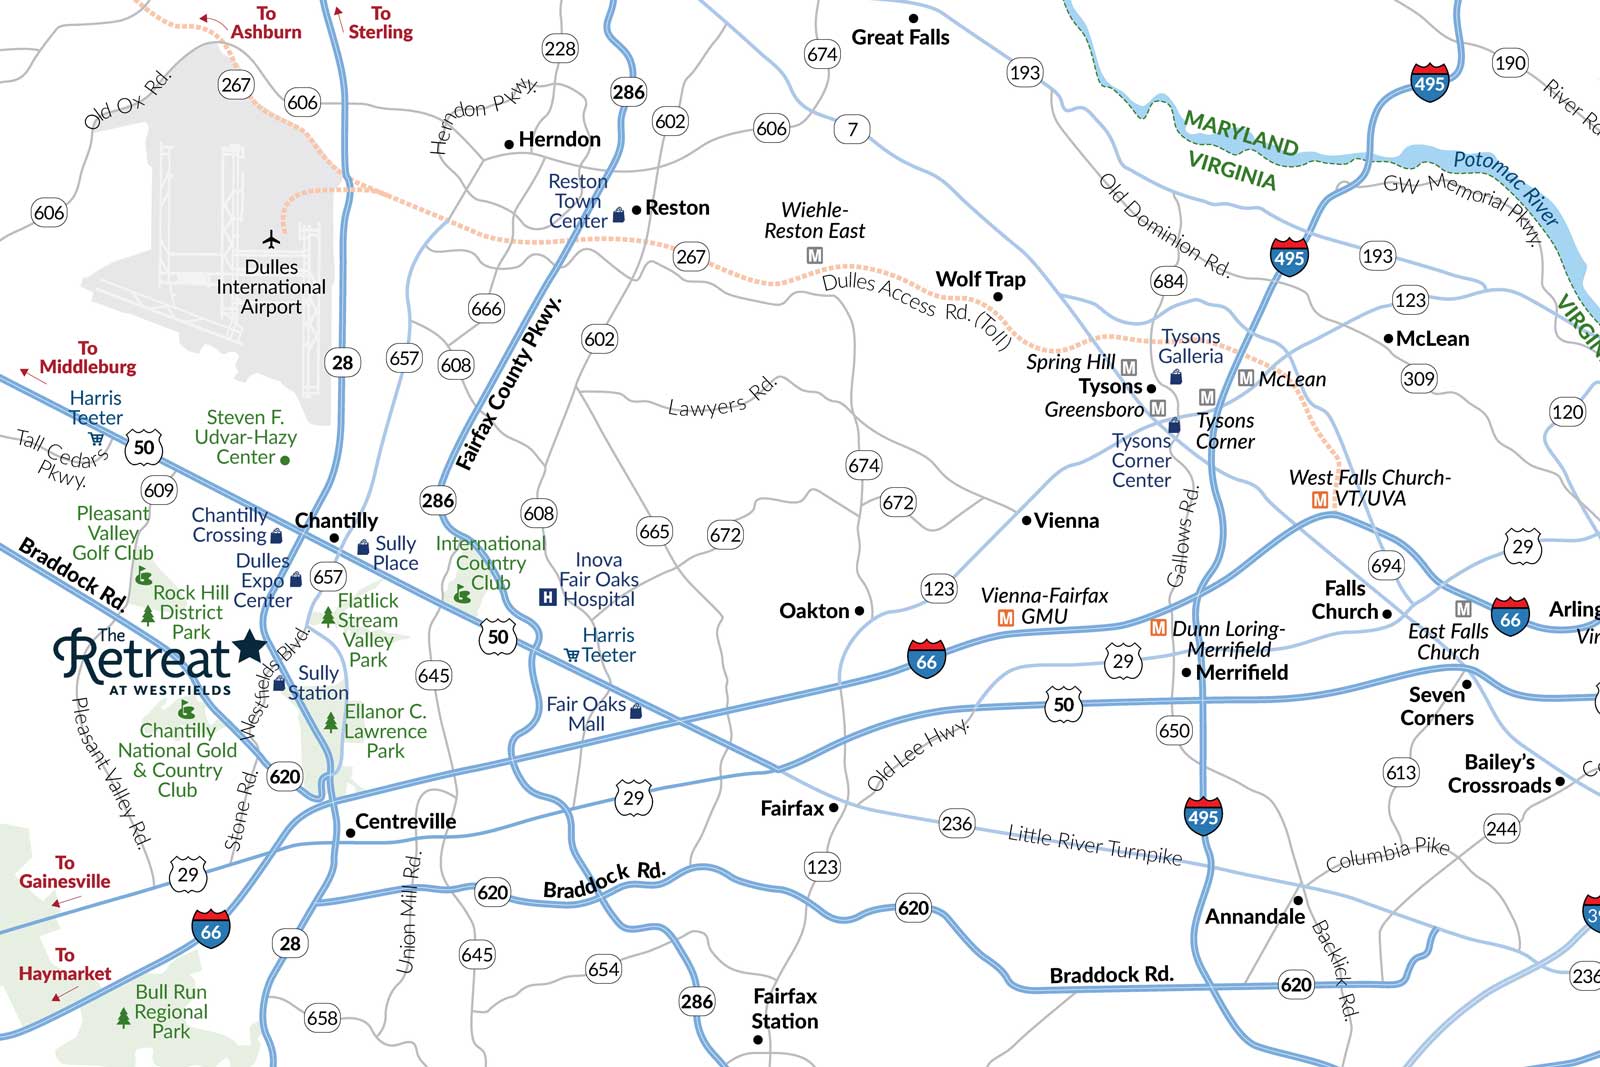 To
Ashburn
To
Sterling
Great Falls
228
674
193
190
495
River Rd.
Old Ox Rd.
267
606
Herndon Pkwy.
286
602
606
7
Herndon
MARYLAND
VIRGINIA
Potomac River
GW Memorial Pkwy.
VIRGIN
Old Dominion Rd.
Reston
Town
Center
Reston
606
Wiehle-
Reston East
M
267
495
193
Dulles
International
Airport
Wolf Trap
684
123
Dulles Access Rd. (Toll)
666
602
Fairfax County Pkwy.
To
Middleburg
28
657
608
Tysons
Galleria
McLean
Spring Hill
M
Tysons
M
McLean
309
Greensboro
M
M
Tysons
Corner
Tysons
Corner
Center
120
Harris
Teeter
Steven F.
Udvar-Hazy
Center
Tall Cedars
Pkwy.
50
Lawyers Rd.
609
286
608
674
672
665
672
West Falls Church-
M
VT/UVA
Pleasant
Valley
Golf Club
Chantilly
Crossing
Chantilly
Sully
Place
International
Country
Club
Vienna
Gallows Rd.
29
Braddock Rd.
Dulles
Expo
Center
657
Inova
Fair Oaks
Hospital
H
694
Rock Hill
District
Park
Flatlick
Stream
Valley
Park
123
Oakton
Vienna-Fairfax
M
GMU
Falls
Church
M
66
Arling
Vir
The
Retreat
AT WESTFIELDS
50
Harris
Teeter
M
Dunn Loring-
Merrifield
East Falls
Church
66
29
Merrifield
Westfields Blvd.
Sully
Station
645
Fair Oaks
Mall
50
Seven
Corners
Pleasant Valley Rd.
Chantilly
National Gold
& Country
Club
Ellanor C.
Lawrence
Park
Old Lee Hwy.
650
613
Bailey's
Crossroads
Co
620
Stone Rd.
29
Fairfax
236
Little River Turnpike
495
244
Centreville
Columbia Pike
To
Gainesville
29
Union Mill Rd.
620
Braddock Rd.
123
620
Annandale
Backlick Rd.
39
66
28
645
654
Braddock Rd.
620
236
To
Haymarket
Bull Run
Regional
Park
658
286
Fairfax
Station